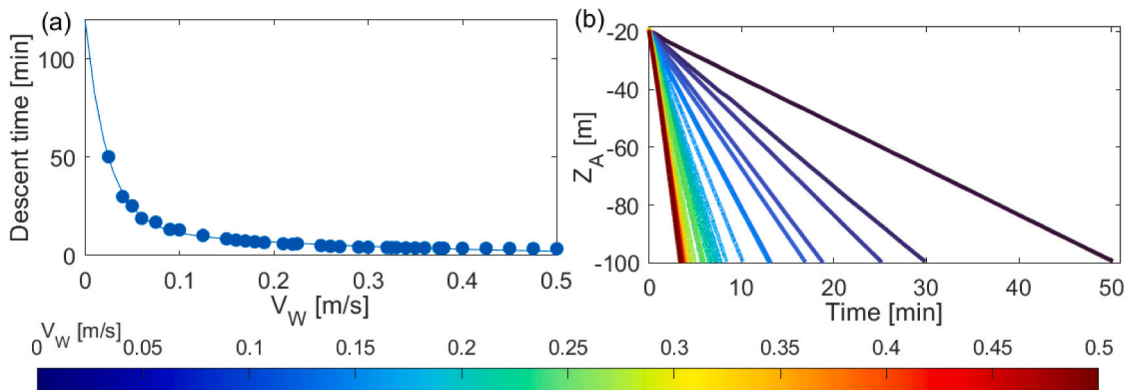 (a)
Descent time [min]
100
50
0
0 0.1 0.2 0.3 0.4 0.5
V_W [m/s]
(b)
Z_A [m]
-20
-40
-60
-80
-100
0 10 20 30 40 50
Time [min]
V_W [m/s]
0 0.05 0.1 0.15 0.2 0.25 0.3 0.35 0.4 0.45 0.5